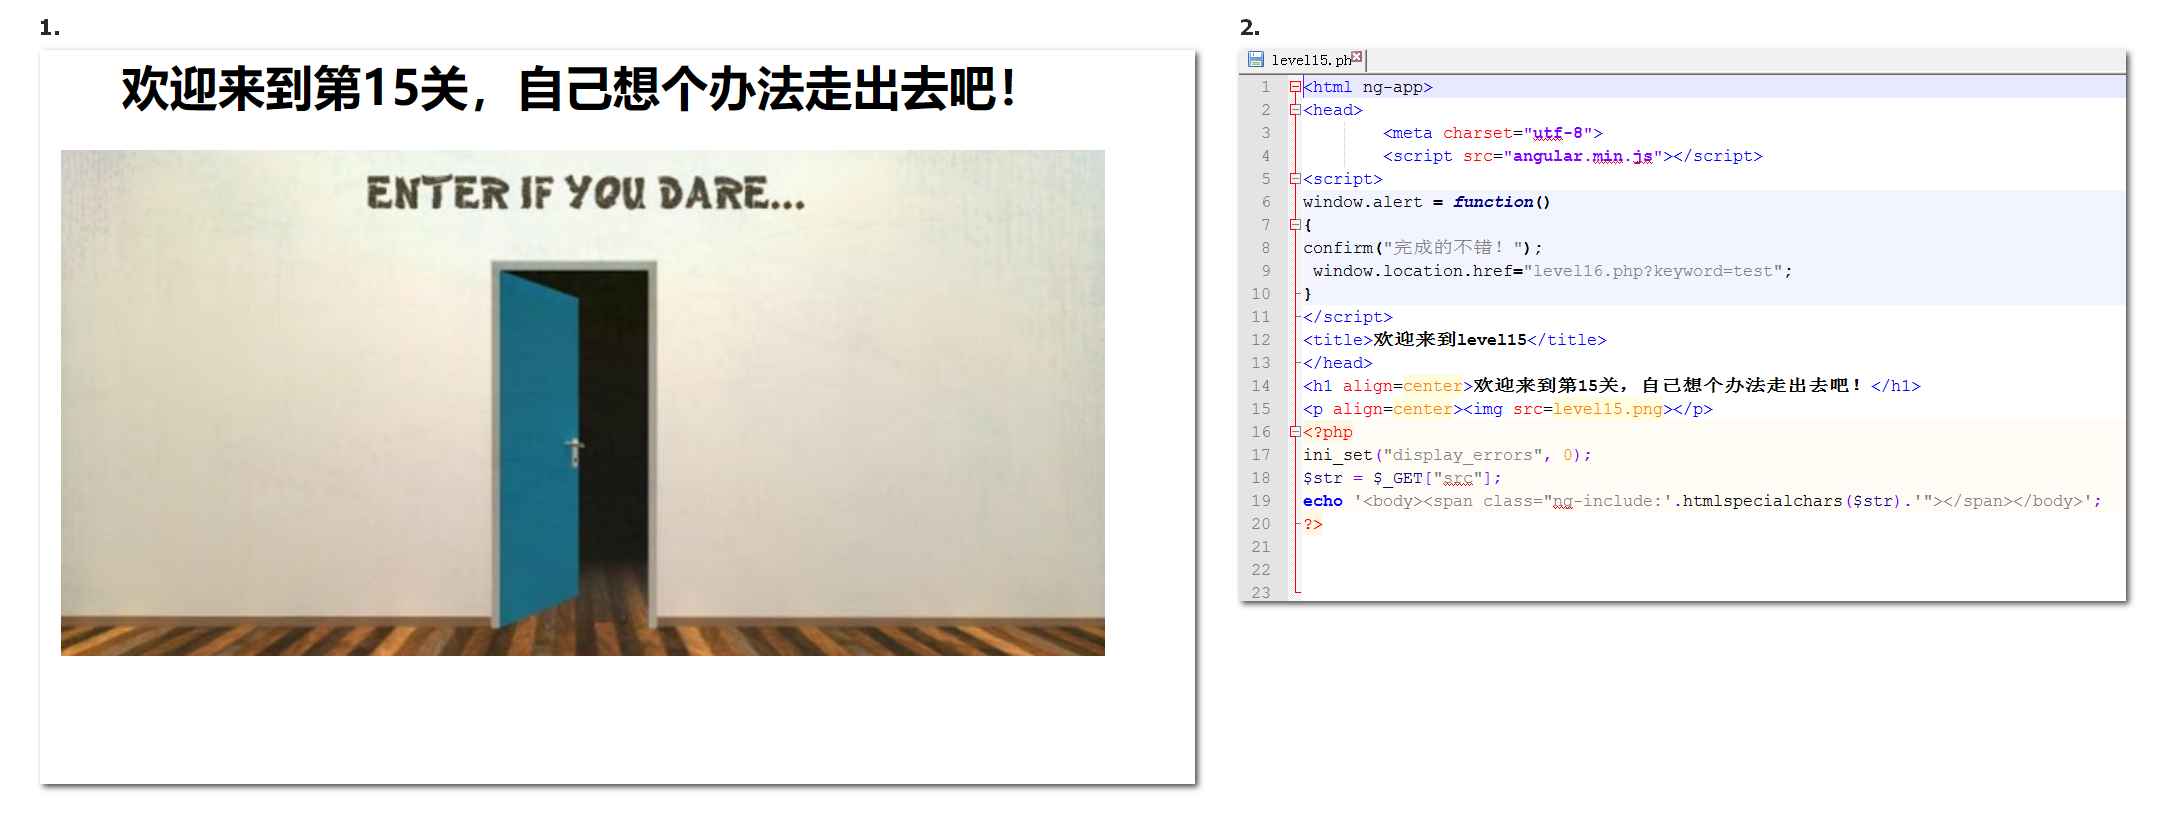 1.
欢迎来到第15关，自己想个办法走出去吧！
ENTER IF YOU DARE...
2.
level15.ph
1 <html ng-app>
2 <head>
3 <meta charset="utf-8">
4 <script src="angular.min.js"></script>
5 <script>
6 window.alert = function()
7 {
8 confirm("完成的不错！");
9 window.location.href="level16.php?keyword=test";
10 }
11 </script>
12 <title>欢迎来到level15</title>
13 </head>
14 <h1 align=center>欢迎来到第15关，自己想个办法走出去吧！</h1>
15 <p align=center><img src=level15.png></p>
16 <?php
17 ini_set("display_errors", 0);
18 $str = $_GET["src"];
19 echo '<body><span class="ng-include:'.htmlspecialchars($str).'"></span></body>';
20 ?>
21
22
23